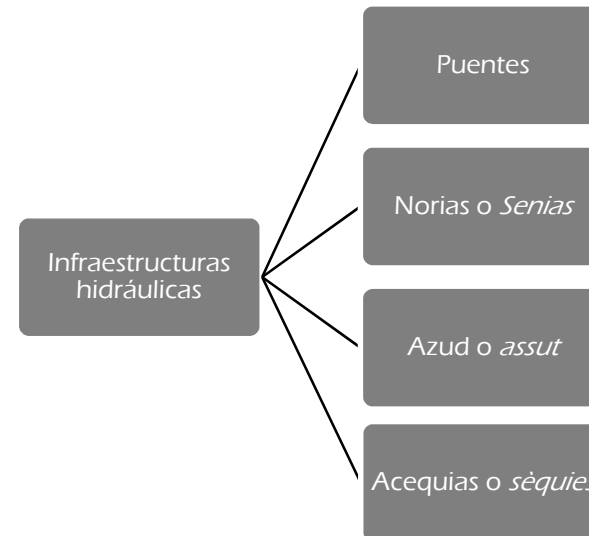 Puentes
Norias o Senias
Infraestructuras
hidráulicas
Azud o assut
Acequias o sèquies